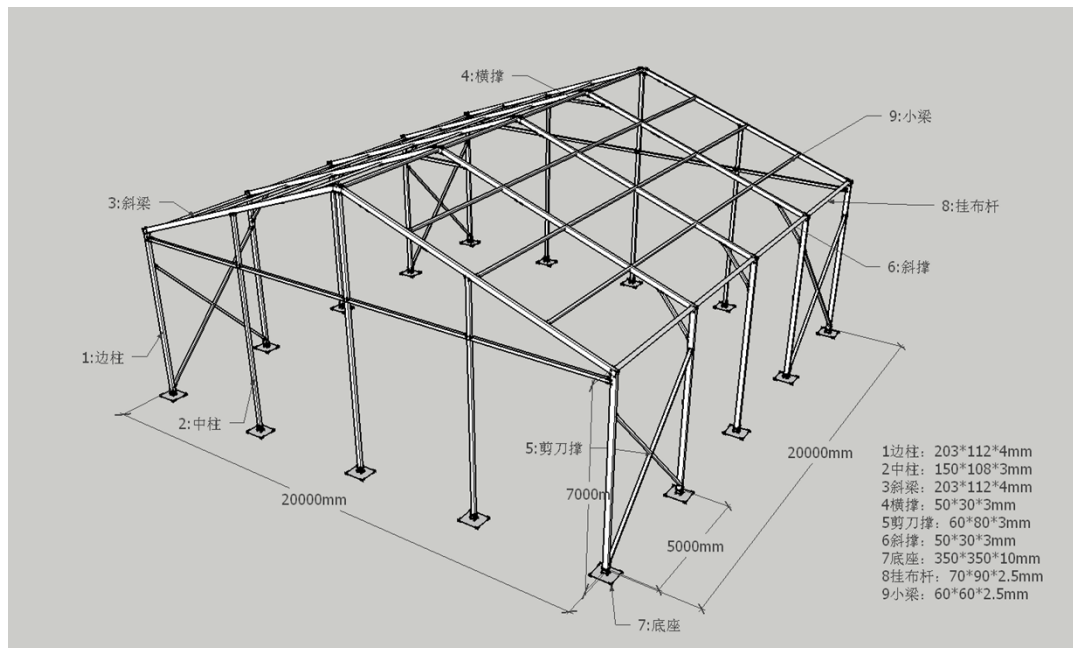 4:横撑
9:小梁
3:斜梁
8:挂布杆
6:斜撑
1:边柱
2:中柱
5:剪刀撑
20000mm
7000m
20000mm
5000mm
7:底座
1边柱：203*112*4mm
2中柱：150*108*3mm
3斜梁：203*112*4mm
4横撑：50*30*3mm
5剪刀撑：60*80*3mm
6斜撑：50*30*3mm
7底座：350*350*10mm
8挂布杆：70*90*2.5mm
9小梁：60*60*2.5mm